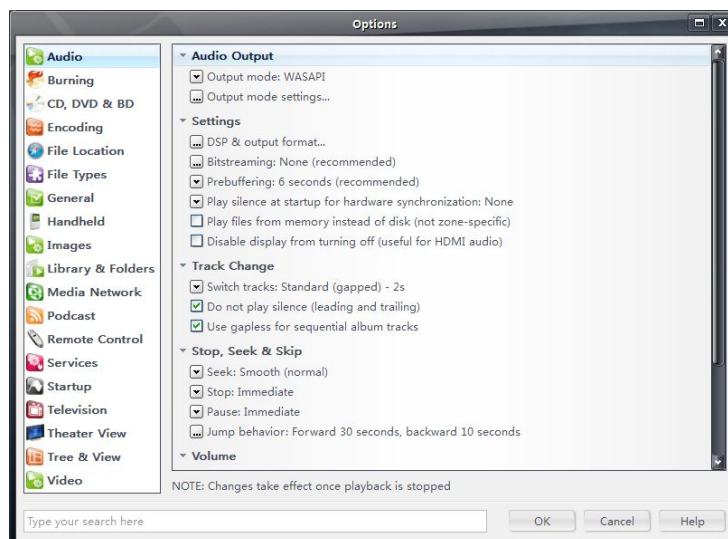 Options
Audio
Burning
CD, DVD & BD
Encoding
File Location
File Types
General
Handheld
Images
Library & Folders
Media Network
Podcast
Remote Control
Services
Startup
Television
Theater View
Tree & View
Video
Audio Output
Output mode: WASAPI
Output mode settings...
Settings
DSP & output format...
Bitstreaming: None (recommended)
Prebuffering: 6 seconds (recommended)
Play silence at startup for hardware synchronization: None
Play files from memory instead of disk (not zone-specific)
Disable display from turning off (useful for HDMI audio)
Track Change
Switch tracks: Standard (gapped) - 2s
Do not play silence (leading and trailing)
Use gapless for sequential album tracks
Stop, Seek & Skip
Seek: Smooth (normal)
Stop: Immediate
Pause: Immediate
Jump behavior: Forward 30 seconds, backward 10 seconds
Volume
NOTE: Changes take effect once playback is stopped
Type your search here
OK
Cancel
Help